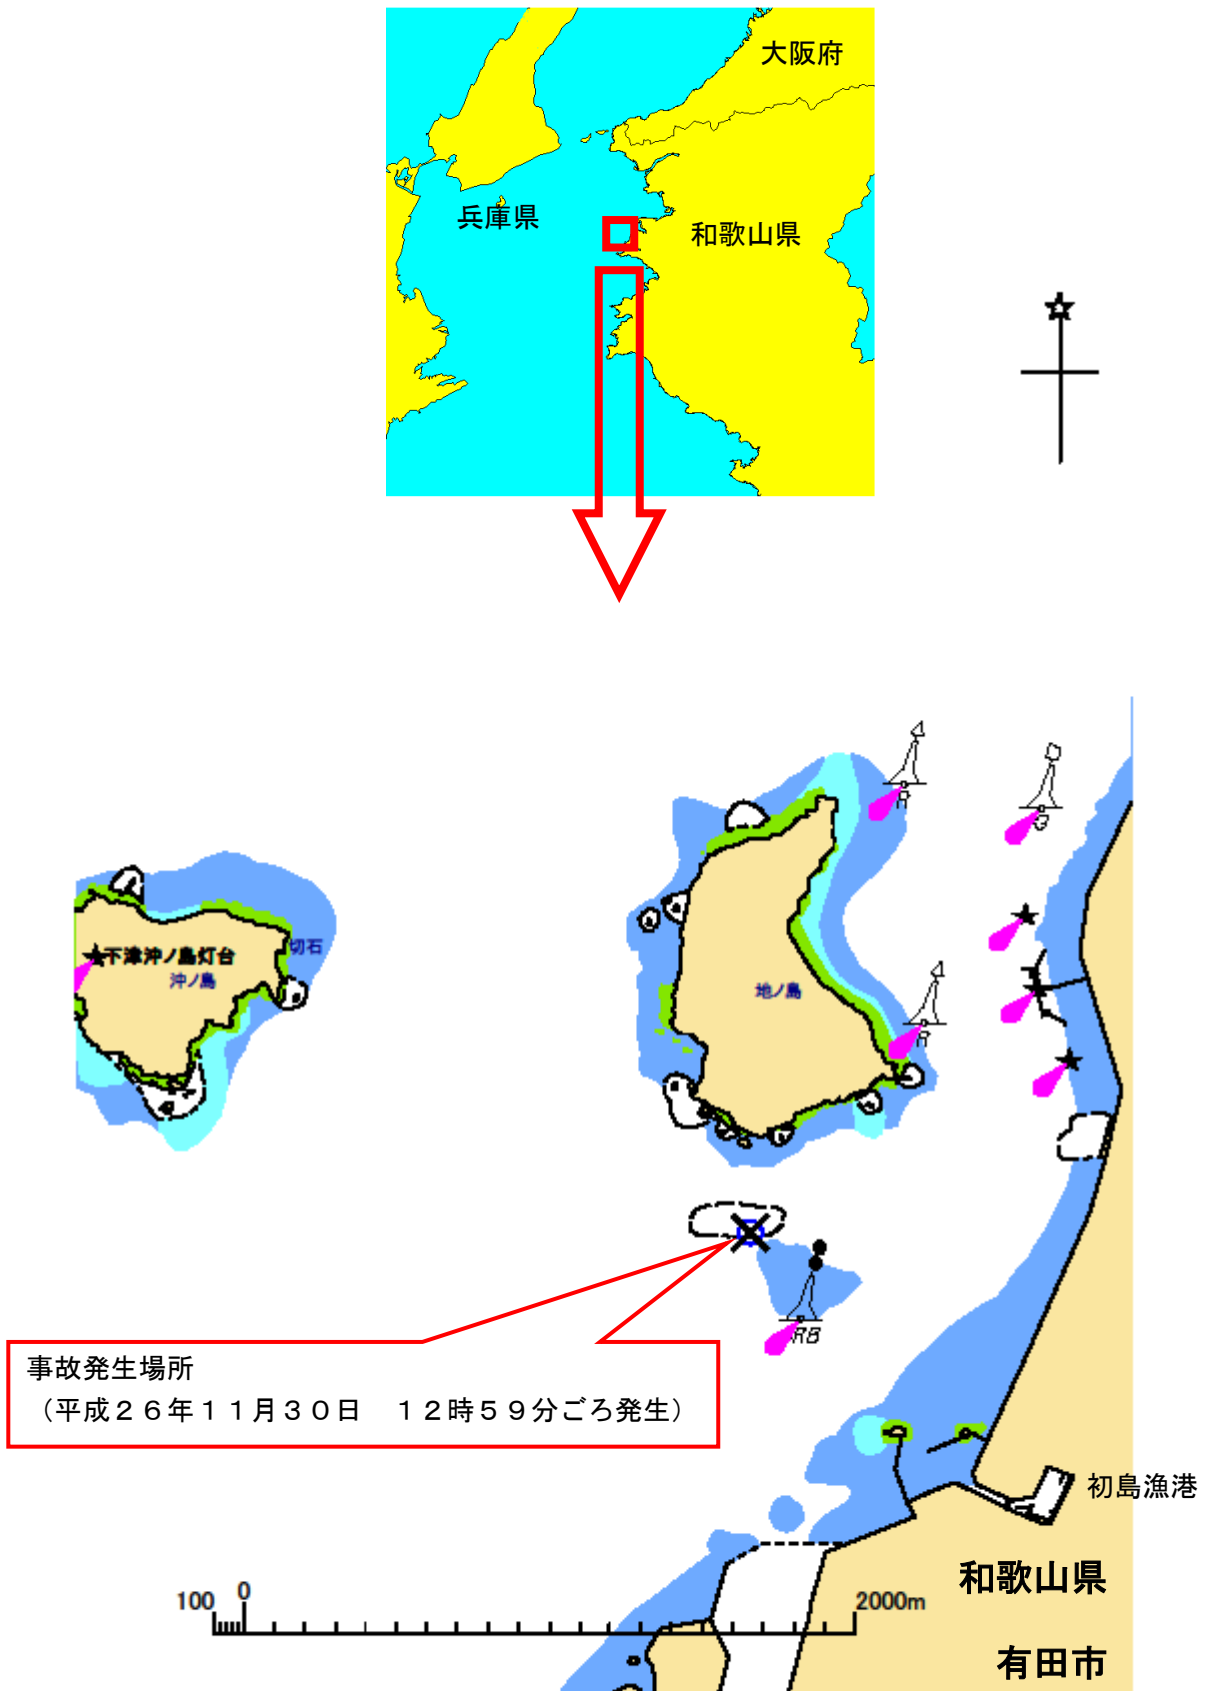 大阪府
兵庫県
和歌山県
R
G
切石
下津沖ノ島灯台
沖ノ島
地ノ島
R
RB
事故発生場所
（平成２６年１１月３０日　１２時５９分ごろ発生）
初島漁港
和歌山県
100 0 2000m
有田市